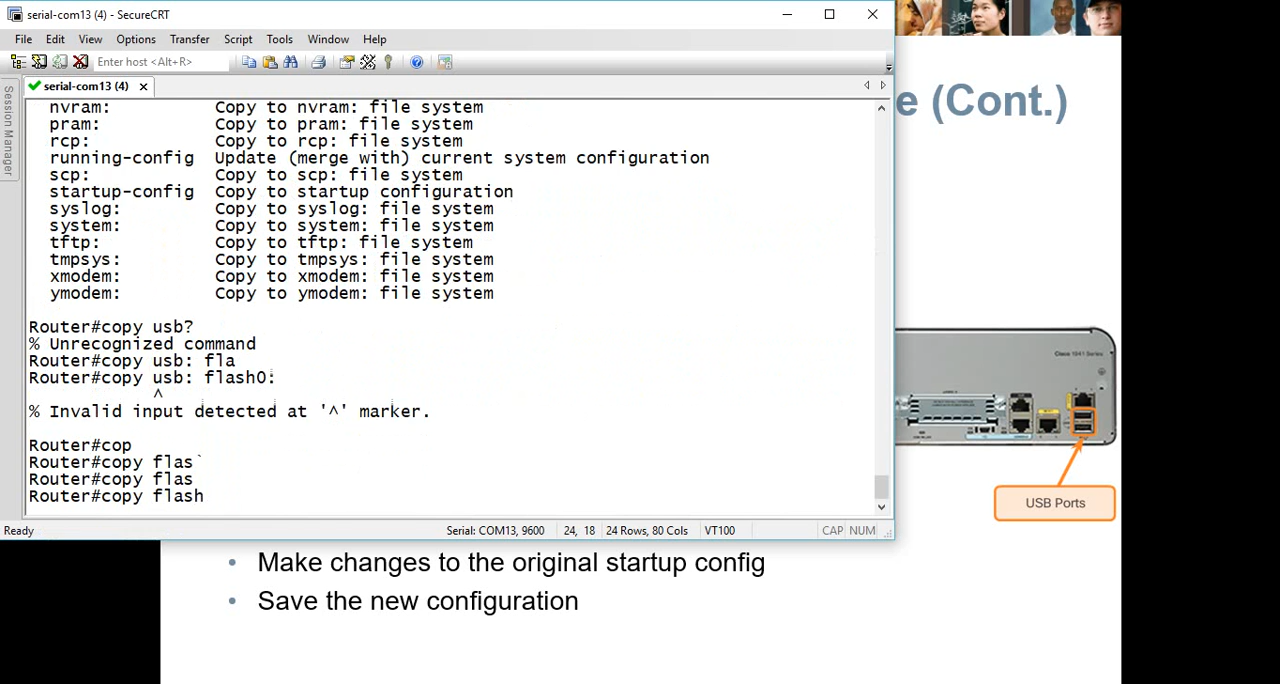 serial-com13 (4) - SecureCRT
File Edit View Options Transfer Script Tools Window Help
Enter host <Alt+R>
serial-com13 (4)
Session Manager
nvram: Copy to nvram: file system
pram: Copy to pram: file system
rcp: Copy to rcp: file system
running-config Update (merge with) current system configuration
scp: Copy to scp: file system
startup-config Copy to startup configuration
syslog: Copy to syslog: file system
system: Copy to system: file system
tftp: Copy to tftp: file system
tmpsys: Copy to tmpsys: file system
xmodem: Copy to xmodem: file system
ymodem: Copy to ymodem: file system
Router#copy usb?
% Unrecognized command
Router#copy usb: fla
Router#copy usb: flash0:
^
% Invalid input detected at '^' marker.
Router#cop
Router#copy flas`
Router#copy flas
Router#copy flash
Ready Serial: COM13, 9600 24, 18 24 Rows, 80 Cols VT100 CAP NUM
e (Cont.)
Cisco 1941 Series
USB Ports
• Make changes to the original startup config
• Save the new configuration